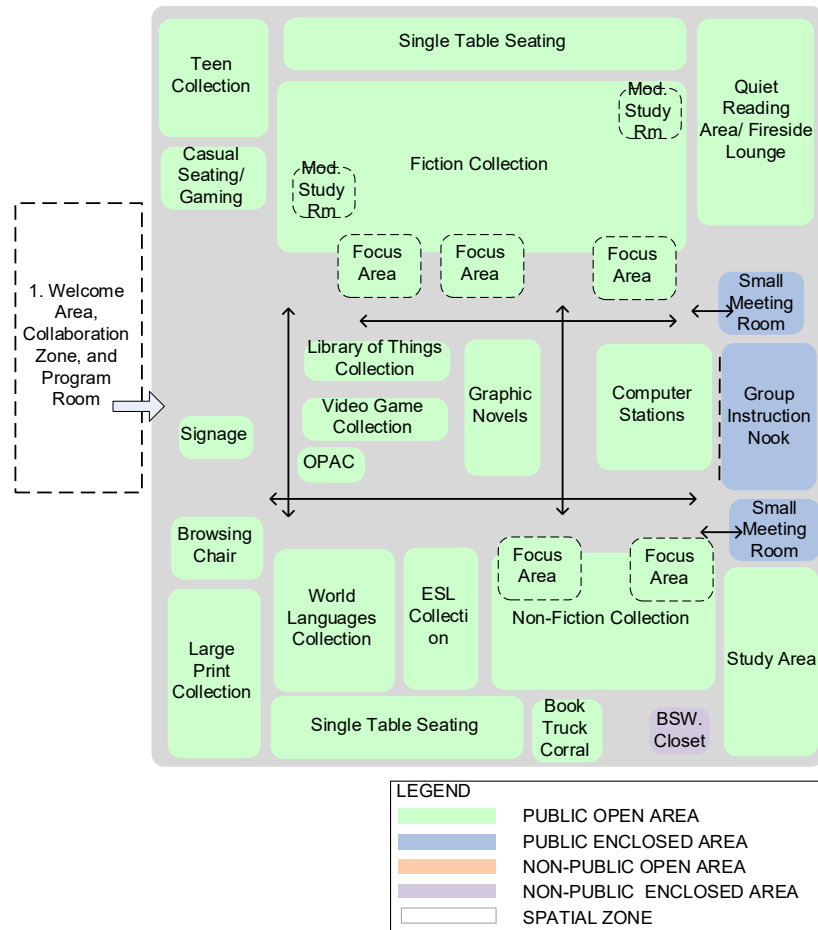 Teen
Collection
Single Table Seating
Quiet
Reading
Area/ Fireside
Lounge
Mod.
Study
Rm
Casual
Seating/
Gaming
Fiction Collection
Mod.
Study
Rm
Focus
Area
Focus
Area
Focus
Area
1. Welcome
Area,
Collaboration
Zone, and
Program
Room
Small
Meeting
Room
Library of Things
Collection
Graphic
Novels
Computer
Stations
Group
Instruction
Nook
Video Game
Collection
Signage
OPAC
Small
Meeting
Room
Browsing
Chair
Focus
Area
Focus
Area
World
Languages
Collection
ESL
Collecti
on
Non-Fiction Collection
Large
Print
Collection
Study Area
Single Table Seating
Book
Truck
Corral
BSW.
Closet
LEGEND
PUBLIC OPEN AREA
PUBLIC ENCLOSED AREA
NON-PUBLIC OPEN AREA
NON-PUBLIC ENCLOSED AREA
SPATIAL ZONE